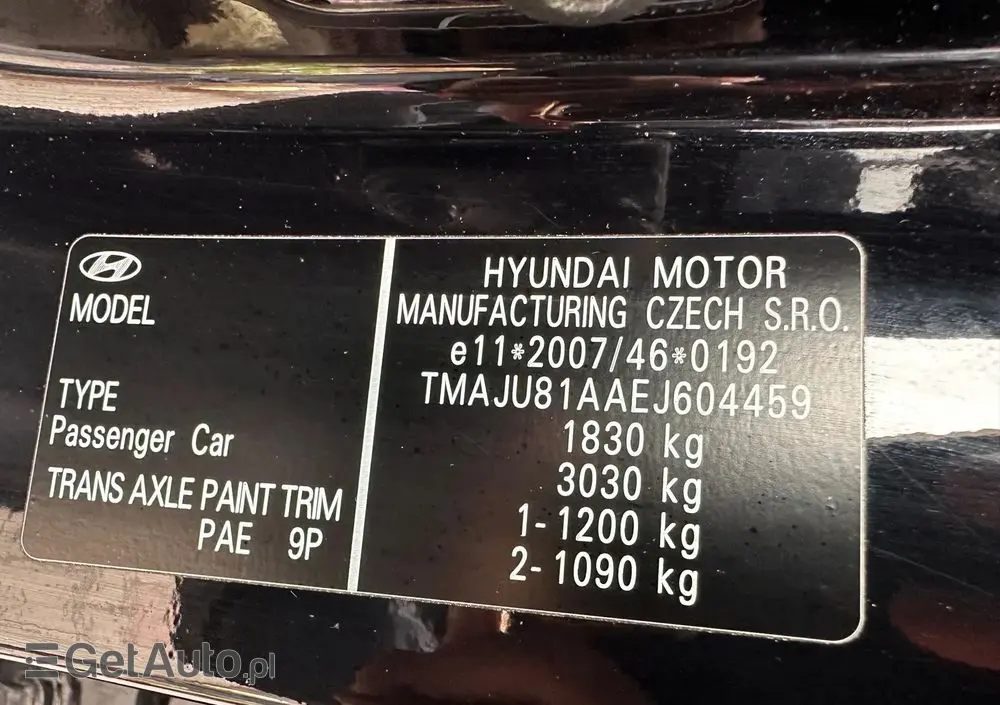 MODEL
TYPE
Passenger Car
TRANS AXLE PAINT TRIM
PAE 9P
HYUNDAI MOTOR
MANUFACTURING CZECH S.R.O.
e11*2007/46*0192
TMAJU81AAEJ604459
1830 kg
3030 kg
1-1200 kg
2-1090 kg
GetAuto.pl